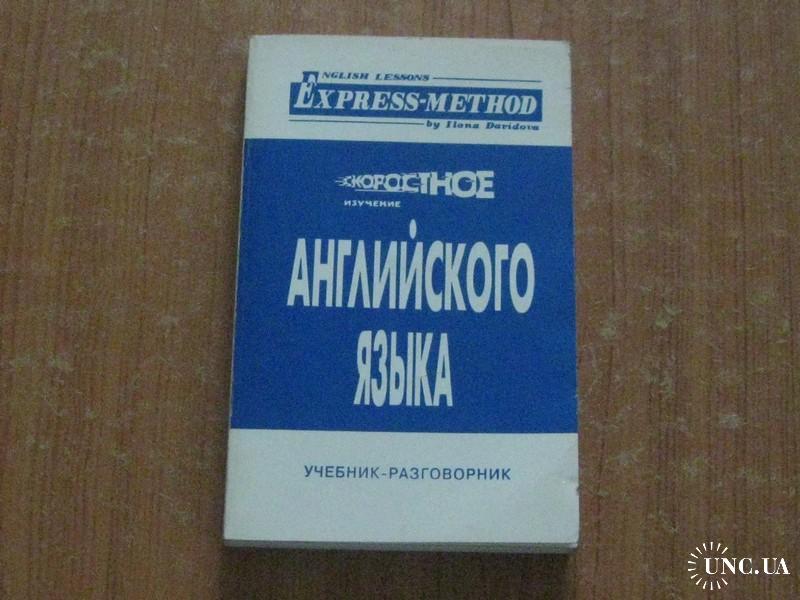 ENGLISH LESSONS
EXPRESS-METHOD
by Ilona Davidova
СКОРОСТНОЕ
ИЗУЧЕНИЕ
АНГЛИЙСКОГО
ЯЗЫКА
УЧЕБНИК-РАЗГОВОРНИК
UNC.UA